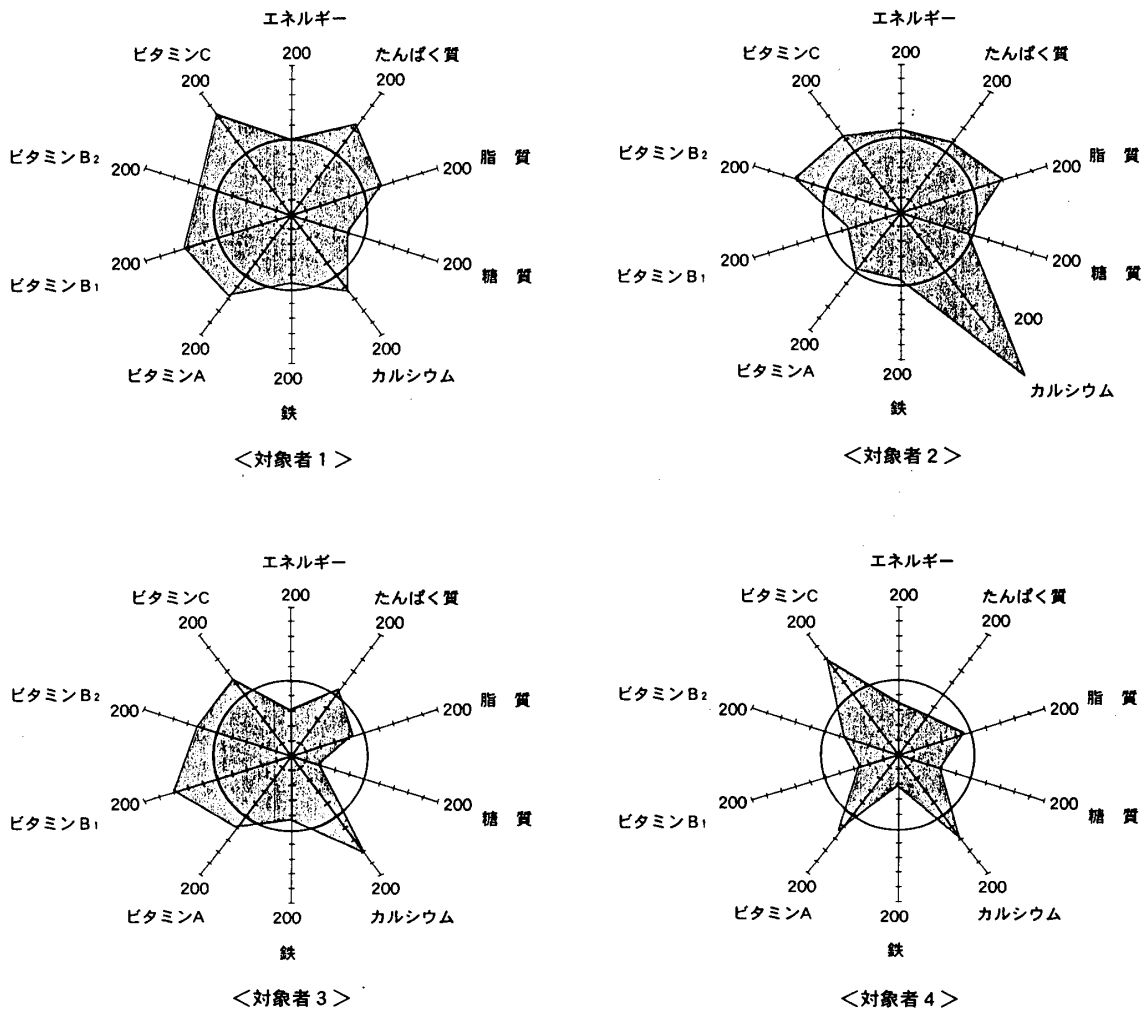 エネルギー
ビタミンC
たんぱく質
200
200
200
ビタミンB₂
200
200
脂 質
200
200
ビタミンB₁
糖 質
200
200
ビタミンA
200
カルシウム
鉄
<対象者1>
エネルギー
ビタミンC
たんぱく質
200
200
200
ビタミンB₂
200
200
脂 質
200
200
ビタミンB₁
糖 質
200
200
ビタミンA
200
カルシウム
鉄
<対象者2>
エネルギー
ビタミンC
たんぱく質
200
200
200
ビタミンB₂
200
200
脂 質
200
200
ビタミンB₁
糖 質
200
200
ビタミンA
200
カルシウム
鉄
<対象者3>
エネルギー
ビタミンC
たんぱく質
200
200
200
ビタミンB₂
200
200
脂 質
200
200
ビタミンB₁
糖 質
200
200
ビタミンA
200
カルシウム
鉄
<対象者4>